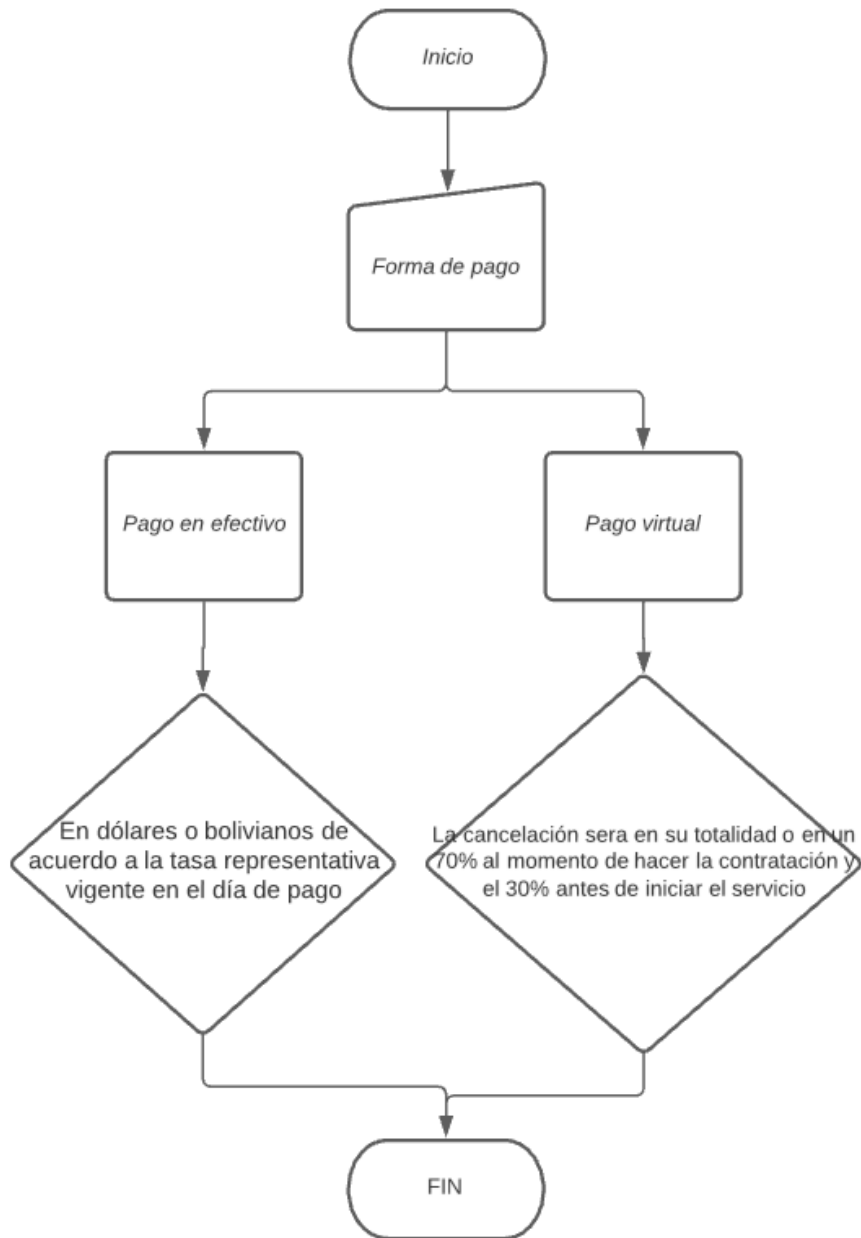 Inicio
Forma de pago
Pago en efectivo
Pago virtual
En dólares o bolivianos de
acuerdo a la tasa representativa
vigente en el día de pago
La cancelación sera en su totalidad o en un
70% al momento de hacer la contratación y
el 30% antes de iniciar el servicio
FIN